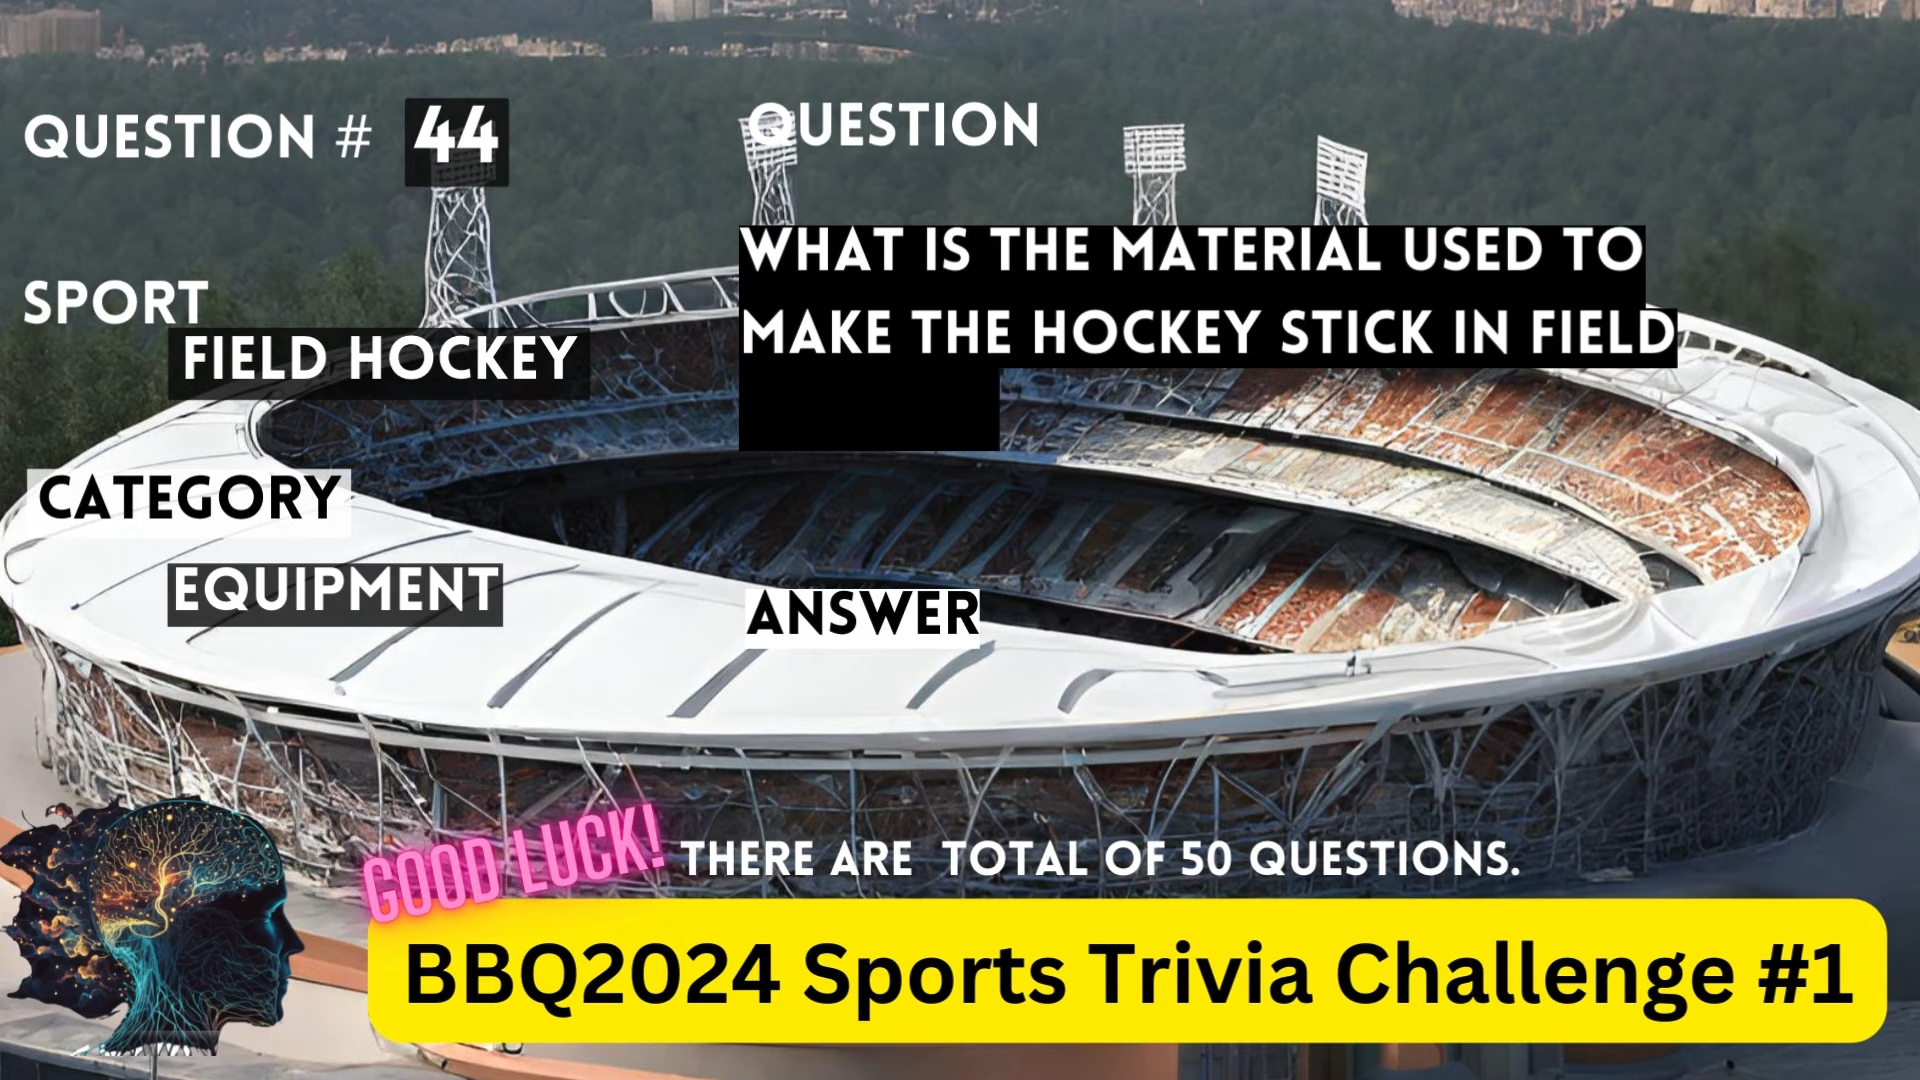 QUESTION # 44
SPORT
FIELD HOCKEY
CATEGORY
EQUIPMENT
QUESTION
WHAT IS THE MATERIAL USED TO
MAKE THE HOCKEY STICK IN FIELD
ANSWER
GOOD LUCK!
THERE ARE TOTAL OF 50 QUESTIONS.
BBQ2024 Sports Trivia Challenge #1